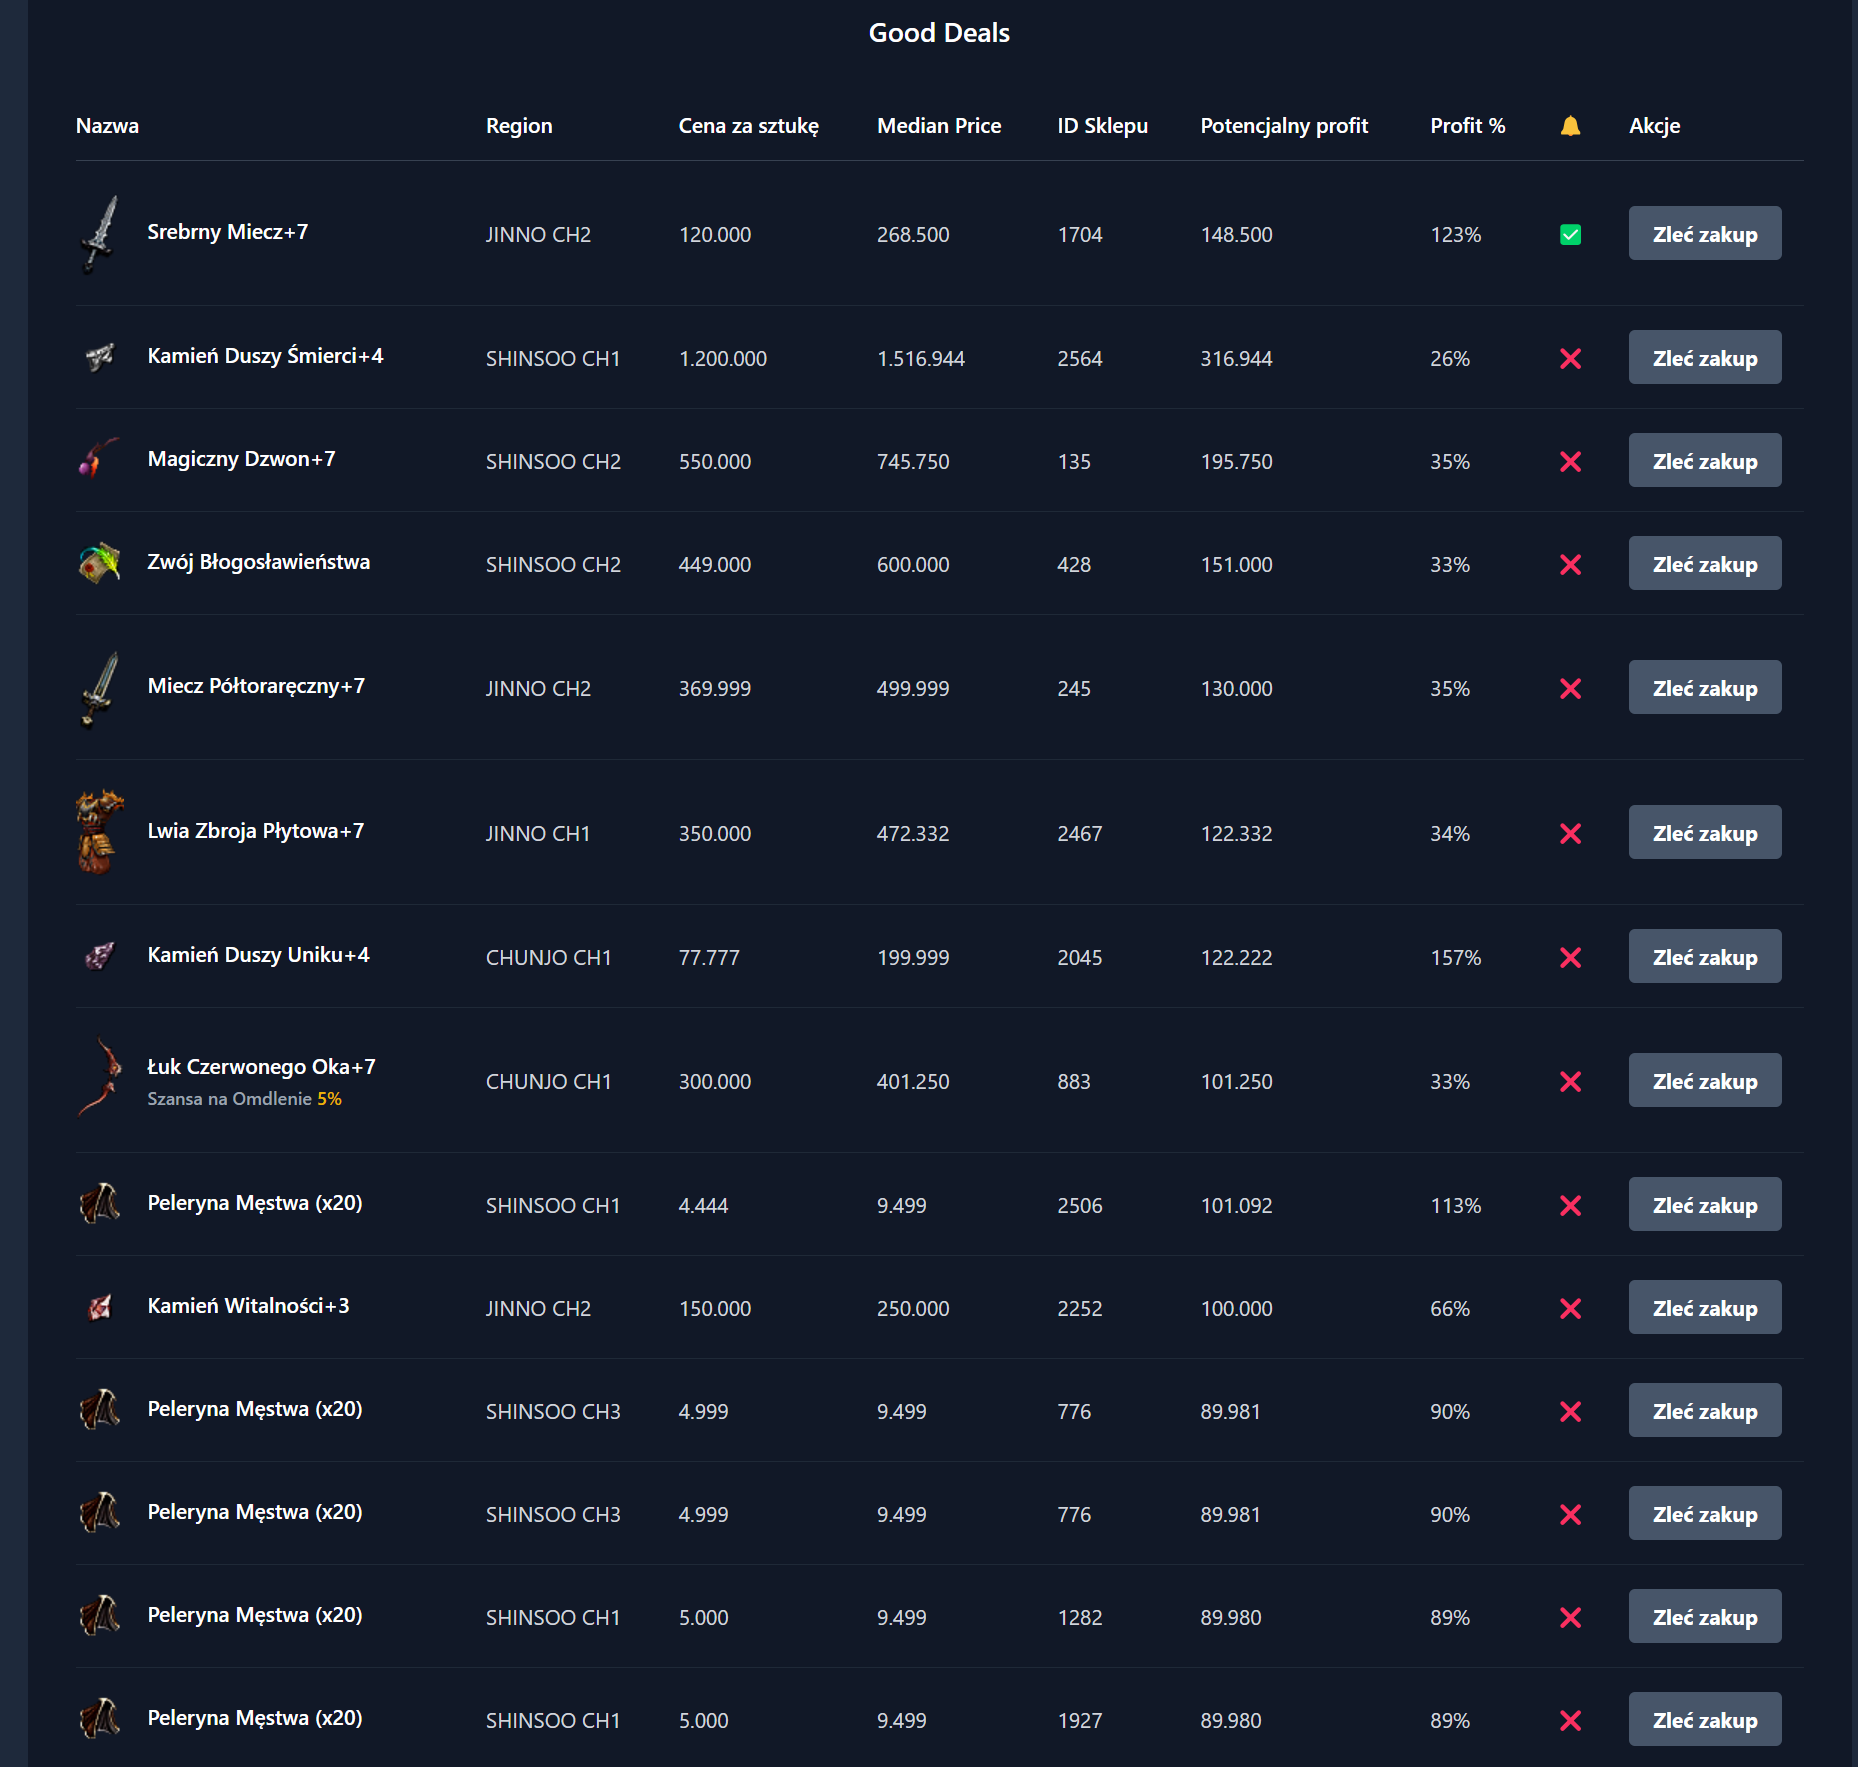 Good Deals
Nazwa Region Cena za sztukę Median Price ID Sklepu Potencjalny profit Profit % Akcje
Srebrny Miecz+7 JINNO CH2 120.000 268.500 1704 148.500 123% Zleć zakup
Kamień Duszy Śmierci+4 SHINSOO CH1 1.200.000 1.516.944 2564 316.944 26% Zleć zakup
Magiczny Dzwon+7 SHINSOO CH2 550.000 745.750 135 195.750 35% Zleć zakup
Zwój Błogosławieństwa SHINSOO CH2 449.000 600.000 428 151.000 33% Zleć zakup
Miecz Półtoraręczny+7 JINNO CH2 369.999 499.999 245 130.000 35% Zleć zakup
Lwia Zbroja Płytowa+7 JINNO CH1 350.000 472.332 2467 122.332 34% Zleć zakup
Kamień Duszy Uniku+4 CHUNJO CH1 77.777 199.999 2045 122.222 157% Zleć zakup
Łuk Czerwonego Oka+7 CHUNJO CH1 300.000 401.250 883 101.250 33% Zleć zakup
Szansa na Omdlenie 5%
Peleryna Męstwa (x20) SHINSOO CH1 4.444 9.499 2506 101.092 113% Zleć zakup
Kamień Witalności+3 JINNO CH2 150.000 250.000 2252 100.000 66% Zleć zakup
Peleryna Męstwa (x20) SHINSOO CH3 4.999 9.499 776 89.981 90% Zleć zakup
Peleryna Męstwa (x20) SHINSOO CH3 4.999 9.499 776 89.981 90% Zleć zakup
Peleryna Męstwa (x20) SHINSOO CH1 5.000 9.499 1282 89.980 89% Zleć zakup
Peleryna Męstwa (x20) SHINSOO CH1 5.000 9.499 1927 89.980 89% Zleć zakup